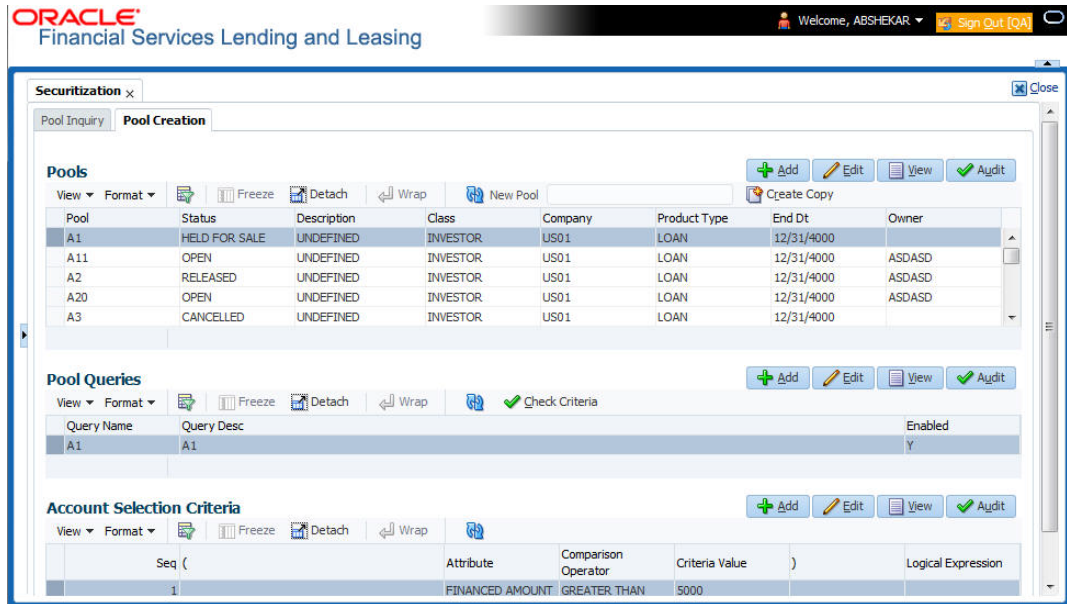 ORACLE®
Financial Services Lending and Leasing
Welcome, ABSHEKAR
Sign Out [QA]
Securitization
Close
Pool Inquiry Pool Creation
Pools
Add Edit View Audit
View Format Freeze Detach Wrap New Pool Create Copy
Pool Status Description Class Company Product Type End Dt Owner
A1 HELD FOR SALE UNDEFINED INVESTOR US01 LOAN 12/31/4000
A11 OPEN UNDEFINED INVESTOR US01 LOAN 12/31/4000 ASDASD
A2 RELEASED UNDEFINED INVESTOR US01 LOAN 12/31/4000 ASDASD
A20 OPEN UNDEFINED INVESTOR US01 LOAN 12/31/4000 ASDASD
A3 CANCELLED UNDEFINED INVESTOR US01 LOAN 12/31/4000
Pool Queries
Add Edit View Audit
View Format Freeze Detach Wrap Check Criteria
Query Name Query Desc Enabled
A1 A1 Y
Account Selection Criteria
Add Edit View Audit
View Format Freeze Detach Wrap
Seq ( Attribute Comparison Operator Criteria Value ) Logical Expression
1 FINANCED AMOUNT GREATER THAN 5000